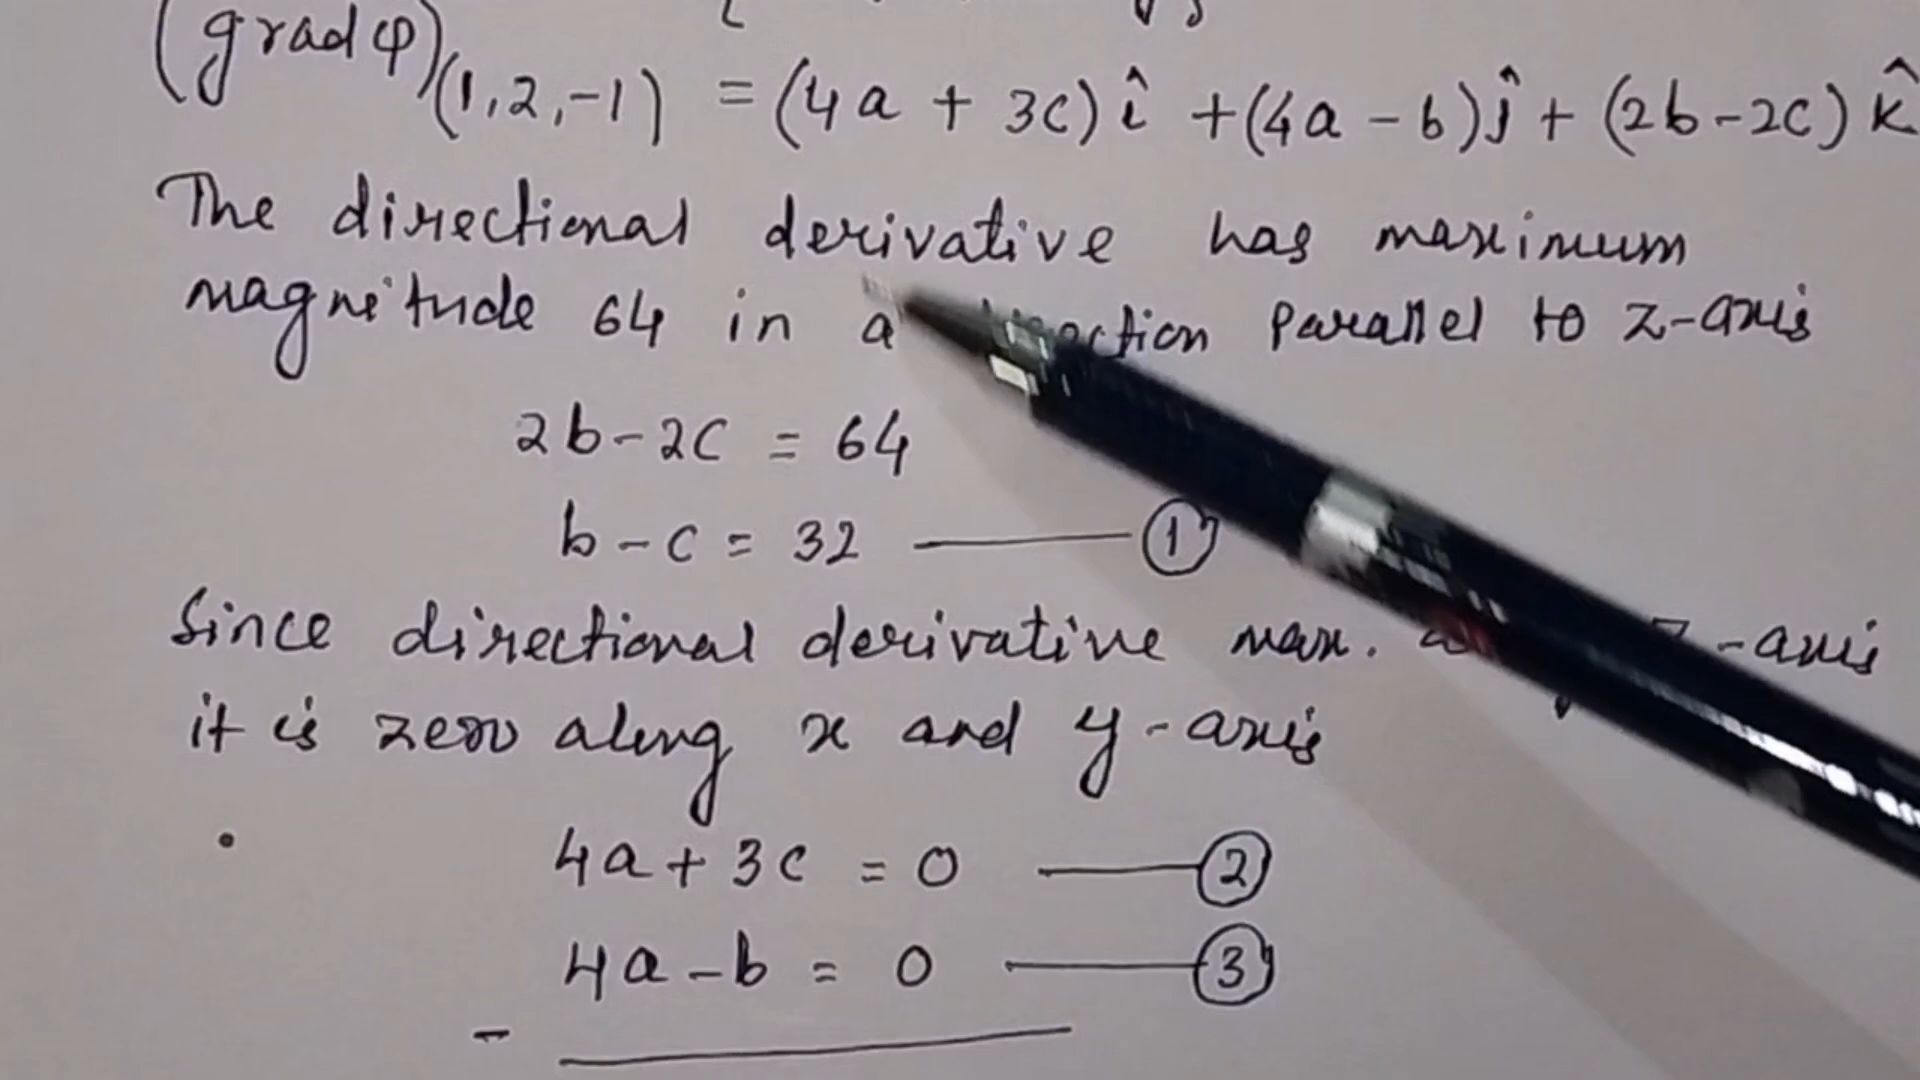 (grad φ)(1,2,-1) = (4a + 3c) î + (4a - b) ĵ + (2b - 2c) k̂
The directional derivative has maximum
magnitude 64 in a parallel to z-axis
2b - 2c = 64
b - c = 32 ——— ①
Since directional derivative max. z-axis
it is zero along x and y-axis
4a + 3c = 0 ——— ②
4a - b = 0 ——— ③
-